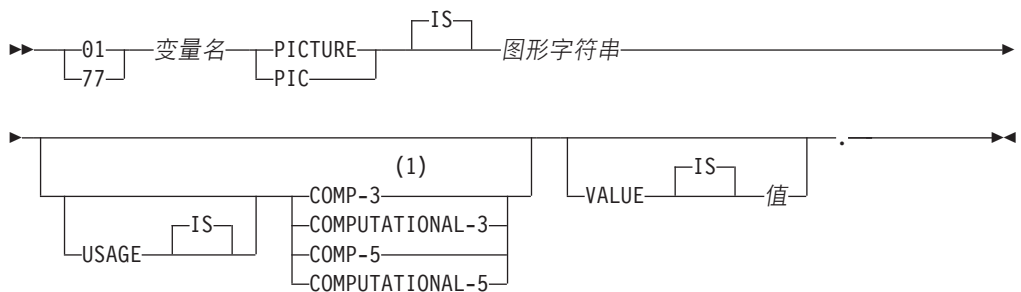 IS
01 变量名 PICTURE 图形字符串
77 PIC
(1) IS
COMP-3 VALUE 值 .
IS COMPUTATIONAL-3
USAGE COMP-5
COMPUTATIONAL-5